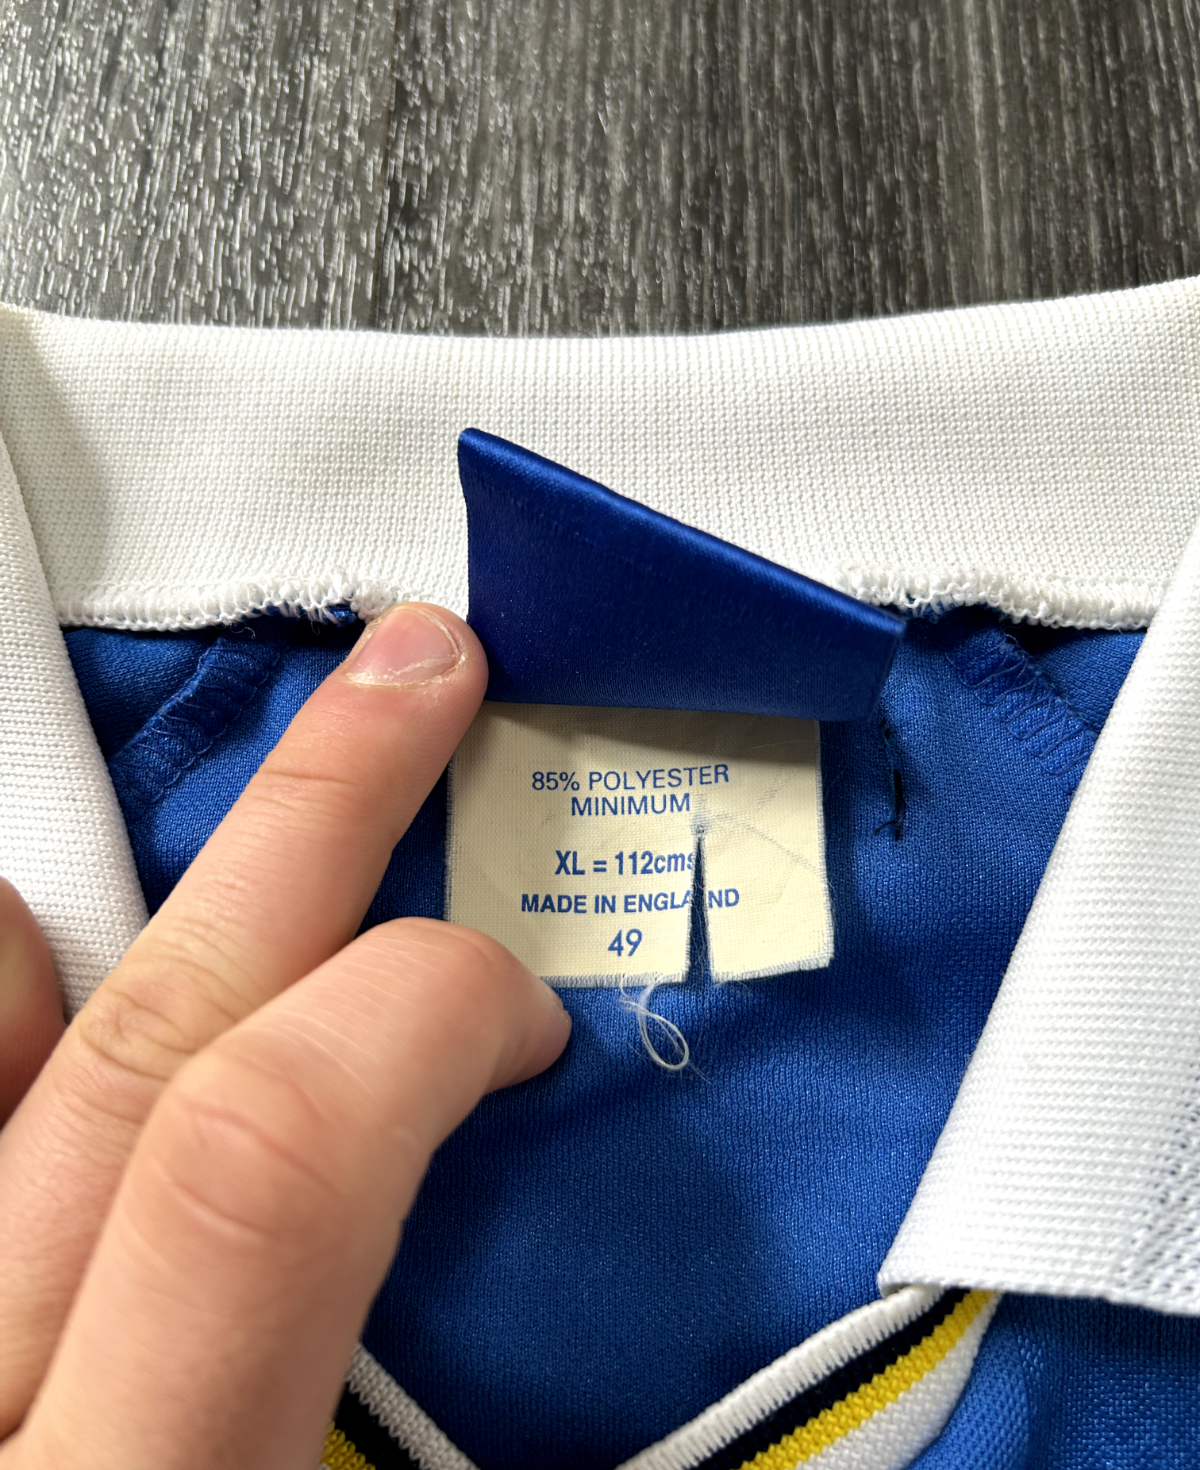 85% POLYESTER
MINIMUM
XL = 112cms
MADE IN ENGLAND
49